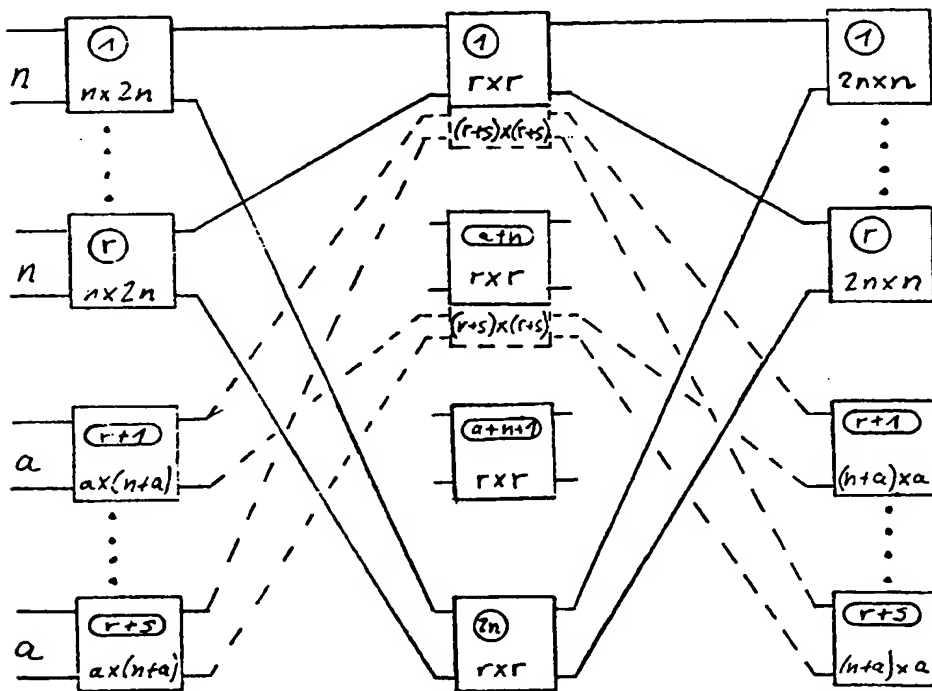 1
n
n x 2n
r
n
n x 2n
r+1
a
a x (n+a)
r+s
a
a x (n+a)
1
r x r
(r+s) x (r+s)
a+n
r x r
(r+s) x (r+s)
a+n+1
r x r
2n
r x r
1
2n x n
r
2n x n
r+1
(n+a) x a
r+s
(n+a) x a